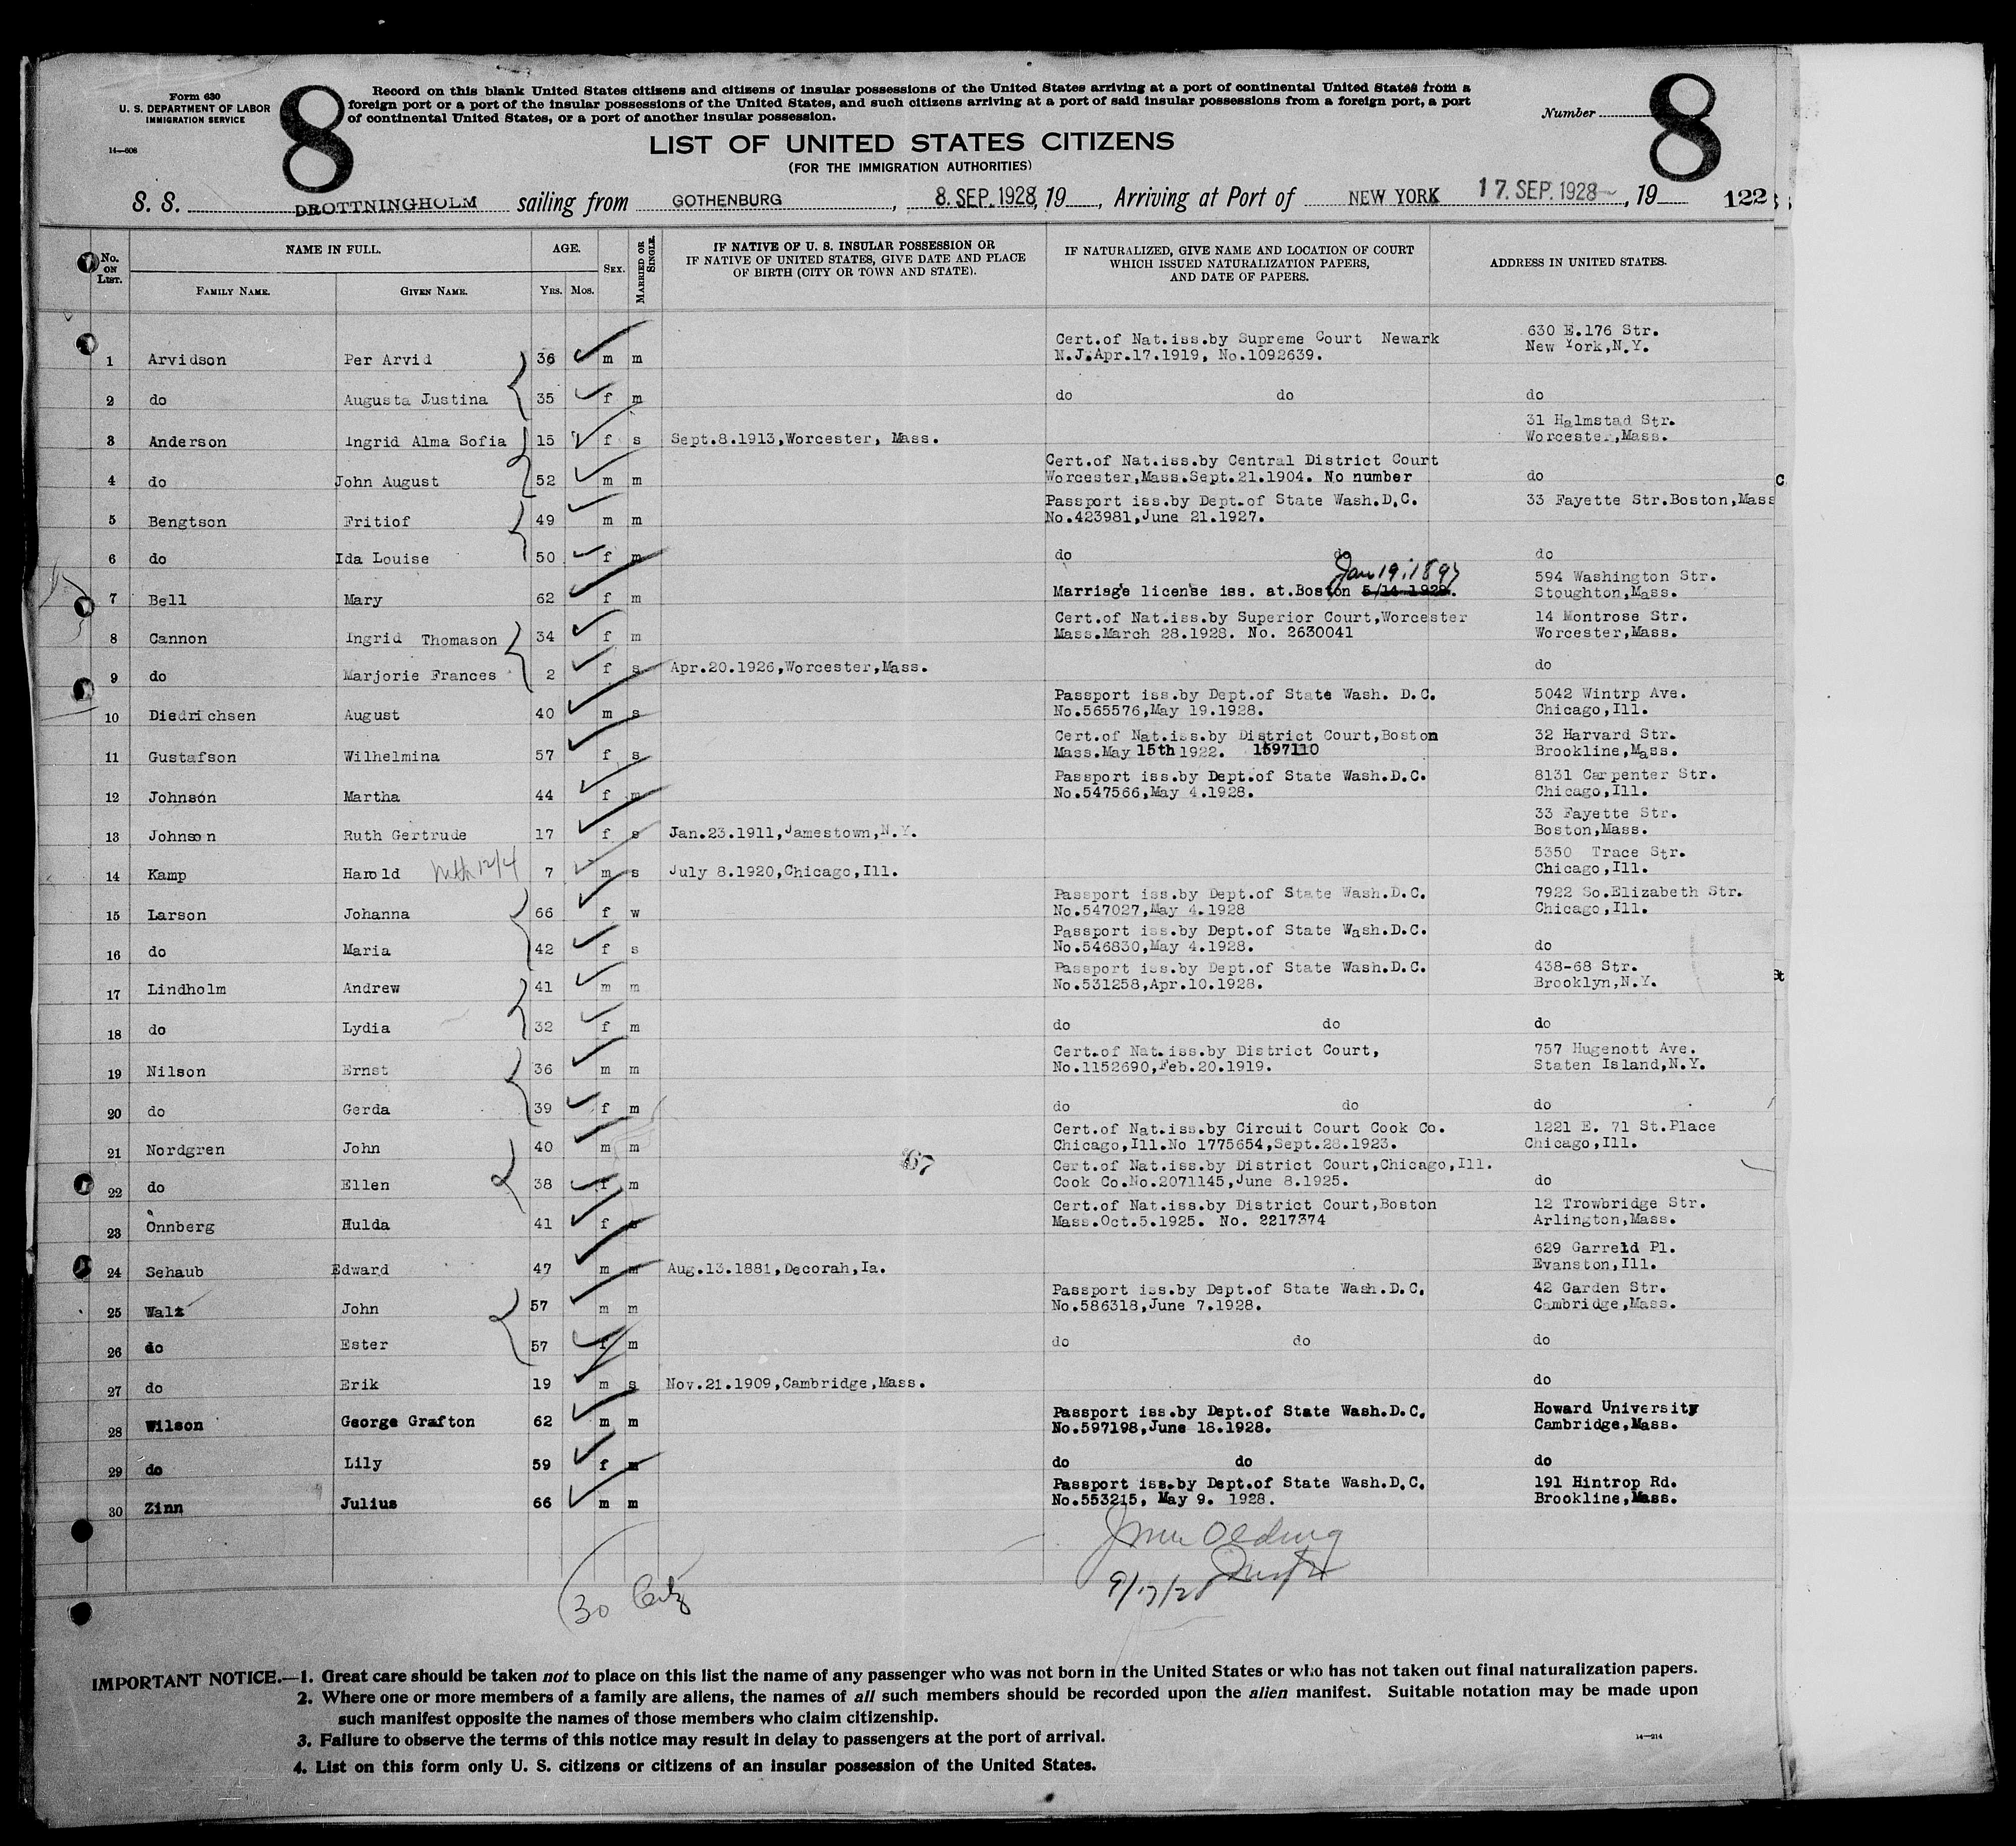 Form 630
U. S. DEPARTMENT OF LABOR
IMMIGRATION SERVICE
14—608
8
Record on this blank United States citizens and citizens of insular possessions of the United States arriving at a port of continental United States from a
foreign port or a port of the insular possessions of the United States, and such citizens arriving at a port of said insular possessions from a foreign port, a port
of continental United States, or a port of another insular possession.
Number
8
LIST OF UNITED STATES CITIZENS
(FOR THE IMMIGRATION AUTHORITIES)
S. S. DROTTNINGHOLM sailing from GOTHENBURG, 8. SEP. 1928, 19 , Arriving at Port of NEW YORK 17. SEP. 1928, 19 122
No. ON LIST.
NAME IN FULL.
FAMILY NAME. GIVEN NAME.
AGE.
YRS. MOS.
SEX.
MARRIED OR SINGLE.
IF NATIVE OF U. S. INSULAR POSSESSION OR
IF NATIVE OF UNITED STATES, GIVE DATE AND PLACE
OF BIRTH (CITY OR TOWN AND STATE).
IF NATURALIZED, GIVE NAME AND LOCATION OF COURT
WHICH ISSUED NATURALIZATION PAPERS,
AND DATE OF PAPERS.
ADDRESS IN UNITED STATES.
Cert.of Nat.iss.by Supreme Court Newark 630 E.176 Str.
1 Arvidson Per Arvid 36 m m N.J.Apr.17.1919, No.1092639. New York,N.Y.
2 do Augusta Justina 35 f m do do do
31 Halmstad Str.
3 Anderson Ingrid Alma Sofia 15 f s Sept.8.1913,Worcester, Mass. Worcester,Mass.
Cert.of Nat.iss.by Central District Court
4 do John August 52 m m Worcester,Mass.Sept.21.1904. No number do
Passport iss.by Dept.of State Wash.D.C. 33 Fayette Str.Boston,Mass
5 Bengtson Fritiof 49 m m No.423981,June 21.1927.
6 do Ida Louise 50 f m do do do
Jan 19.1897 594 Washington Str.
7 Bell Mary 62 f m Marriage license iss. at.Boston 5/14 1928. Stoughton,Mass.
Cert.of Nat.iss.by Superior Court,Worcester 14 Montrose Str.
8 Cannon Ingrid Thomason 34 f m Mass.March 28.1928. No. 2630041 Worcester,Mass.
9 do Marjorie Frances 2 f s Apr.20.1926,Worcester,Mass. do
Passport iss.by Dept.of State Wash. D.C. 5042 Wintrp Ave.
10 Diedrichsen August 40 m s No.565576,May 19.1928. Chicago,Ill.
Cert.of Nat.iss.by District Court,Boston 32 Harvard Str.
11 Gustafson Wilhelmina 57 f s Mass.May 15th 1922. 1597110 Brookline,Mass.
Passport iss.by Dept.of State Wash.D.C. 8131 Carpenter Str.
12 Johnson Martha 44 f m No.547566,May 4.1928. Chicago,Ill.
33 Fayette Str.
13 Johnson Ruth Gertrude 17 f s Jan.23.1911,Jamestown,N.Y. Boston,Mass.
5350 Trace Str.
14 Kamp Harold with 12/4 7 m s July 8.1920,Chicago,Ill. Chicago,Ill.
Passport iss.by Dept.of State Wash.D.C. 7922 So.Elizabeth Str.
15 Larson Johanna 66 f w No.547027,May 4.1928 Chicago,Ill.
Passport iss.by Dept.of State Wash.D.C.
16 do Maria 42 f s No.546830,May 4.1928. do
Passport iss.by Dept.of State Wash.D.C. 438-68 Str.
17 Lindholm Andrew 41 m m No.531258,Apr.10.1928. Brooklyn,N.Y.
18 do Lydia 32 f m do do do
Cert.of Nat.iss.by District Court, 757 Hugenott Ave.
19 Nilson Ernst 36 m m No.1152690,Feb.20.1919. Staten Island,N.Y.
20 do Gerda 39 f m do do do
Cert.of Nat.iss.by Circuit Court Cook Co. 1221 E. 71 St.Place
21 Nordgren John 40 m m Chicago,Ill.No 1775654,Sept.28.1923. Chicago,Ill.
67
Cert.of Nat.iss.by District Court,Chicago,Ill.
22 do Ellen 38 f m Cook Co.No.2071145,June 8.1925. do
Cert.of Nat.iss.by District Court,Boston 12 Trowbridge Str.
23 Onnberg Hulda 41 f s Mass.Oct.5.1925. No. 2217374 Arlington,Mass.
629 Garreld Pl.
24 Sehaub Edward 47 m m Aug.13.1881,Decorah,Ia. Evanston,Ill.
Passport iss.by Dept.of State Wash.D.C. 42 Garden Str.
25 Walz John 57 m m No.586318,June 7.1928. Cambridge,Mass.
26 do Ester 57 f m do do do
27 do Erik 19 m s Nov.21.1909,Cambridge,Mass. do
Passport iss.by Dept.of State Wash.D.C. Howard University
28 Wilson George Grafton 62 m m No.597198,June 18.1928. Cambridge,Mass.
29 do Lily 59 f m do do do
Passport iss.by Dept.of State Wash.D.C. 191 Hintrop Rd.
30 Zinn Julius 66 m m No.553215, May 9. 1928. Brookline,Mass.
30 Citz
9/17/28
IMPORTANT NOTICE.—1. Great care should be taken not to place on this list the name of any passenger who was not born in the United States or who has not taken out final naturalization papers.
2. Where one or more members of a family are aliens, the names of all such members should be recorded upon the alien manifest. Suitable notation may be made upon
such manifest opposite the names of those members who claim citizenship.
3. Failure to observe the terms of this notice may result in delay to passengers at the port of arrival.
14—214
4. List on this form only U. S. citizens or citizens of an insular possession of the United States.